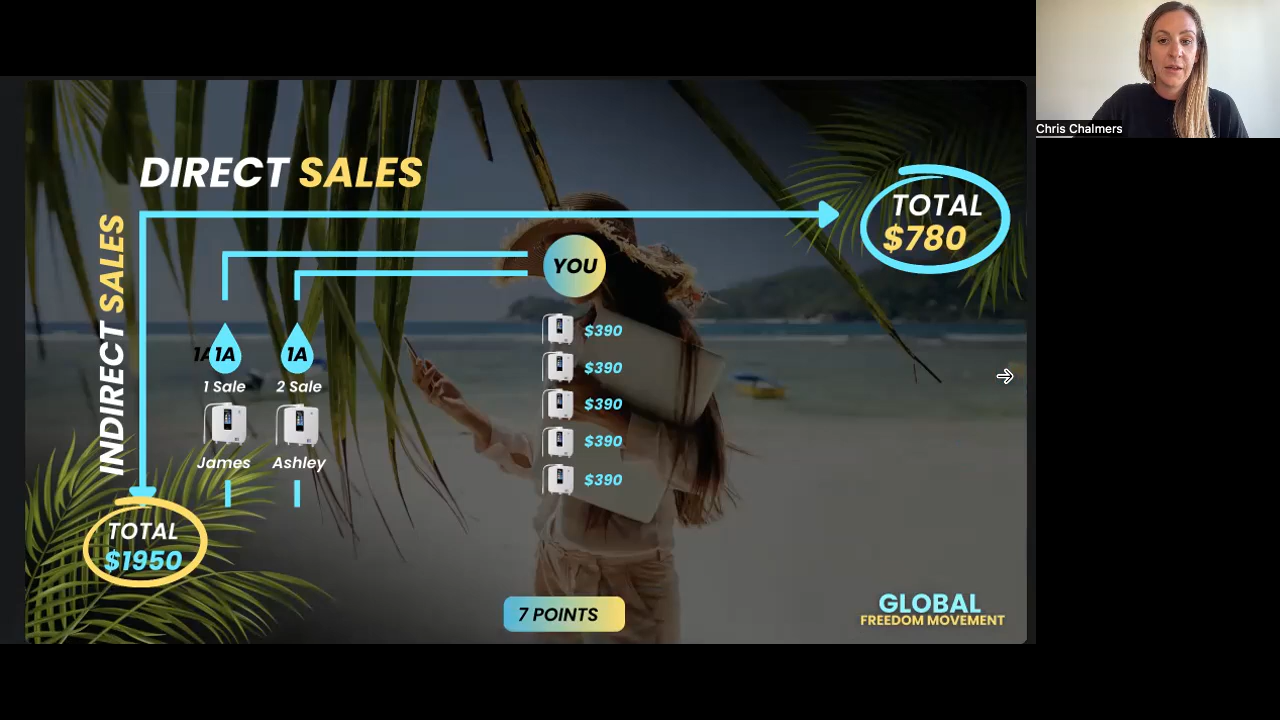 Chris Chalmers
DIRECT SALES
TOTAL
$780
INDIRECT SALES
YOU
$390
$390
$390
$390
$390
1A 1A
1A
1 Sale
2 Sale
James
Ashley
TOTAL
$1950
7 POINTS
GLOBAL
FREEDOM MOVEMENT